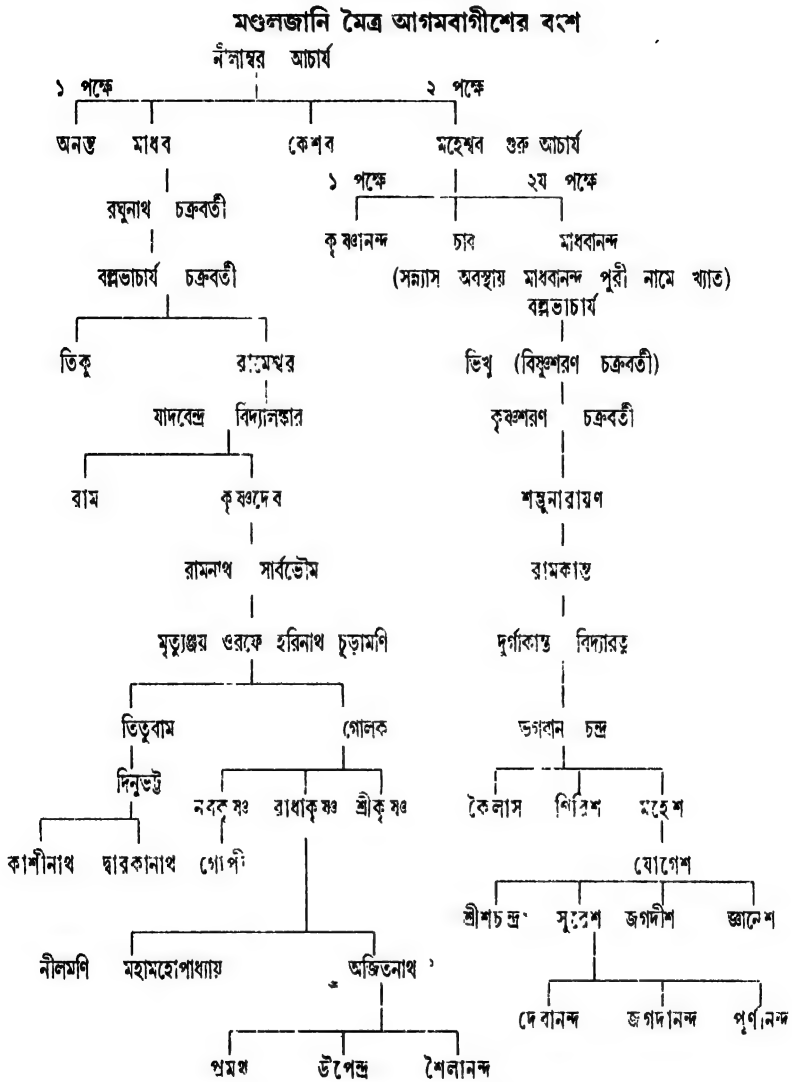 মণ্ডলজানি মৈত্র আগমবাগীশের বংশ
নীলাম্বর আচার্য
১ পক্ষে ২ পক্ষে
অনন্ত মাধব কেশব মহেশ্বব গুরু আচার্য
১ পক্ষে ২য পক্ষে
রঘুনাথ চক্রবর্তী
কৃষ্ণানন্দ চাব মাধবানন্দ
বল্লভাচার্য চক্রবর্তী (সন্ন্যাস অবস্থায় মাধবানন্দ পুরী নামে খ্যাত)
বল্লভাচার্য
তিকু রামেশ্বর ভিখু (বিষ্ণুশরণ চক্রবর্তী)
যাদবেন্দ্র বিদ্যালঙ্কার কৃষ্ণশরণ চক্রবর্তী
রাম কৃষ্ণদেব শম্ভুনারায়ণ
রামনাথ সার্বভৌম রামকান্ত
মৃত্যুঞ্জয় ওরফে হরিনাথ চূড়ামণি দুর্গাকান্ত বিদ্যারত্ন
তিতুবাম গোলক ভগবান চন্দ্র
দিনুভট্ট
নবকৃষ্ণ রাধাকৃষ্ণ শ্রীকৃষ্ণ কৈলাস গিরিশ মহেশ
কাশীনাথ দ্বারকানাথ গোপী যোগেশ
শ্রীশচন্দ্র সুরেশ জগদীশ জ্ঞানেশ
নীলমণি মহামহোপাধ্যায় অজিতনাথ
দেবানন্দ জগদানন্দ পূর্ণানন্দ
প্রমথ উপেন্দ্র শৈলানন্দ